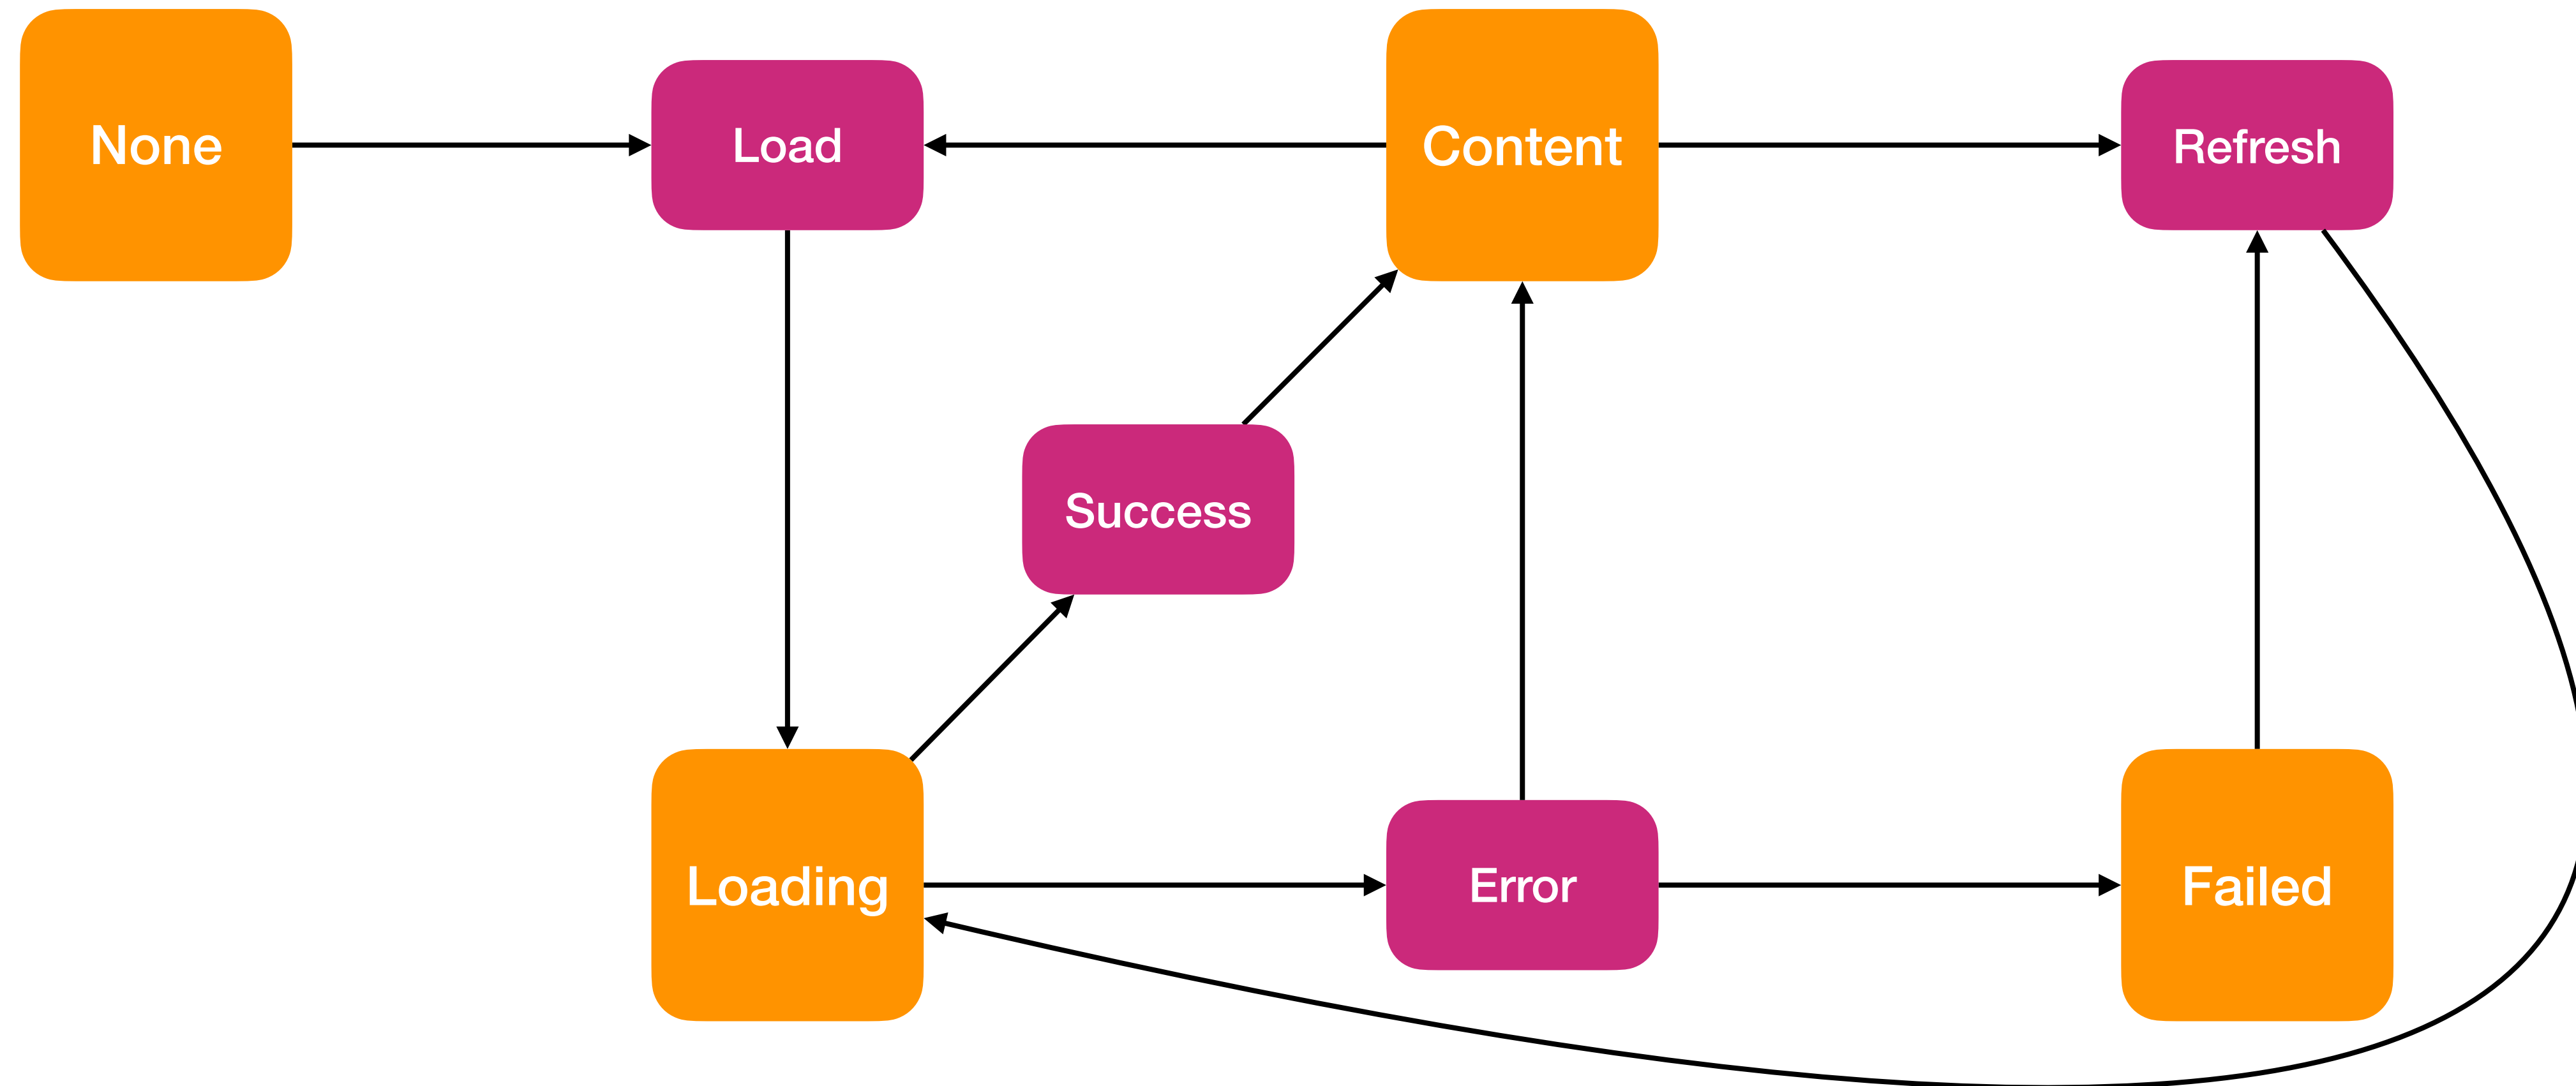 None
Load
Content
Refresh
Success
Loading
Error
Failed